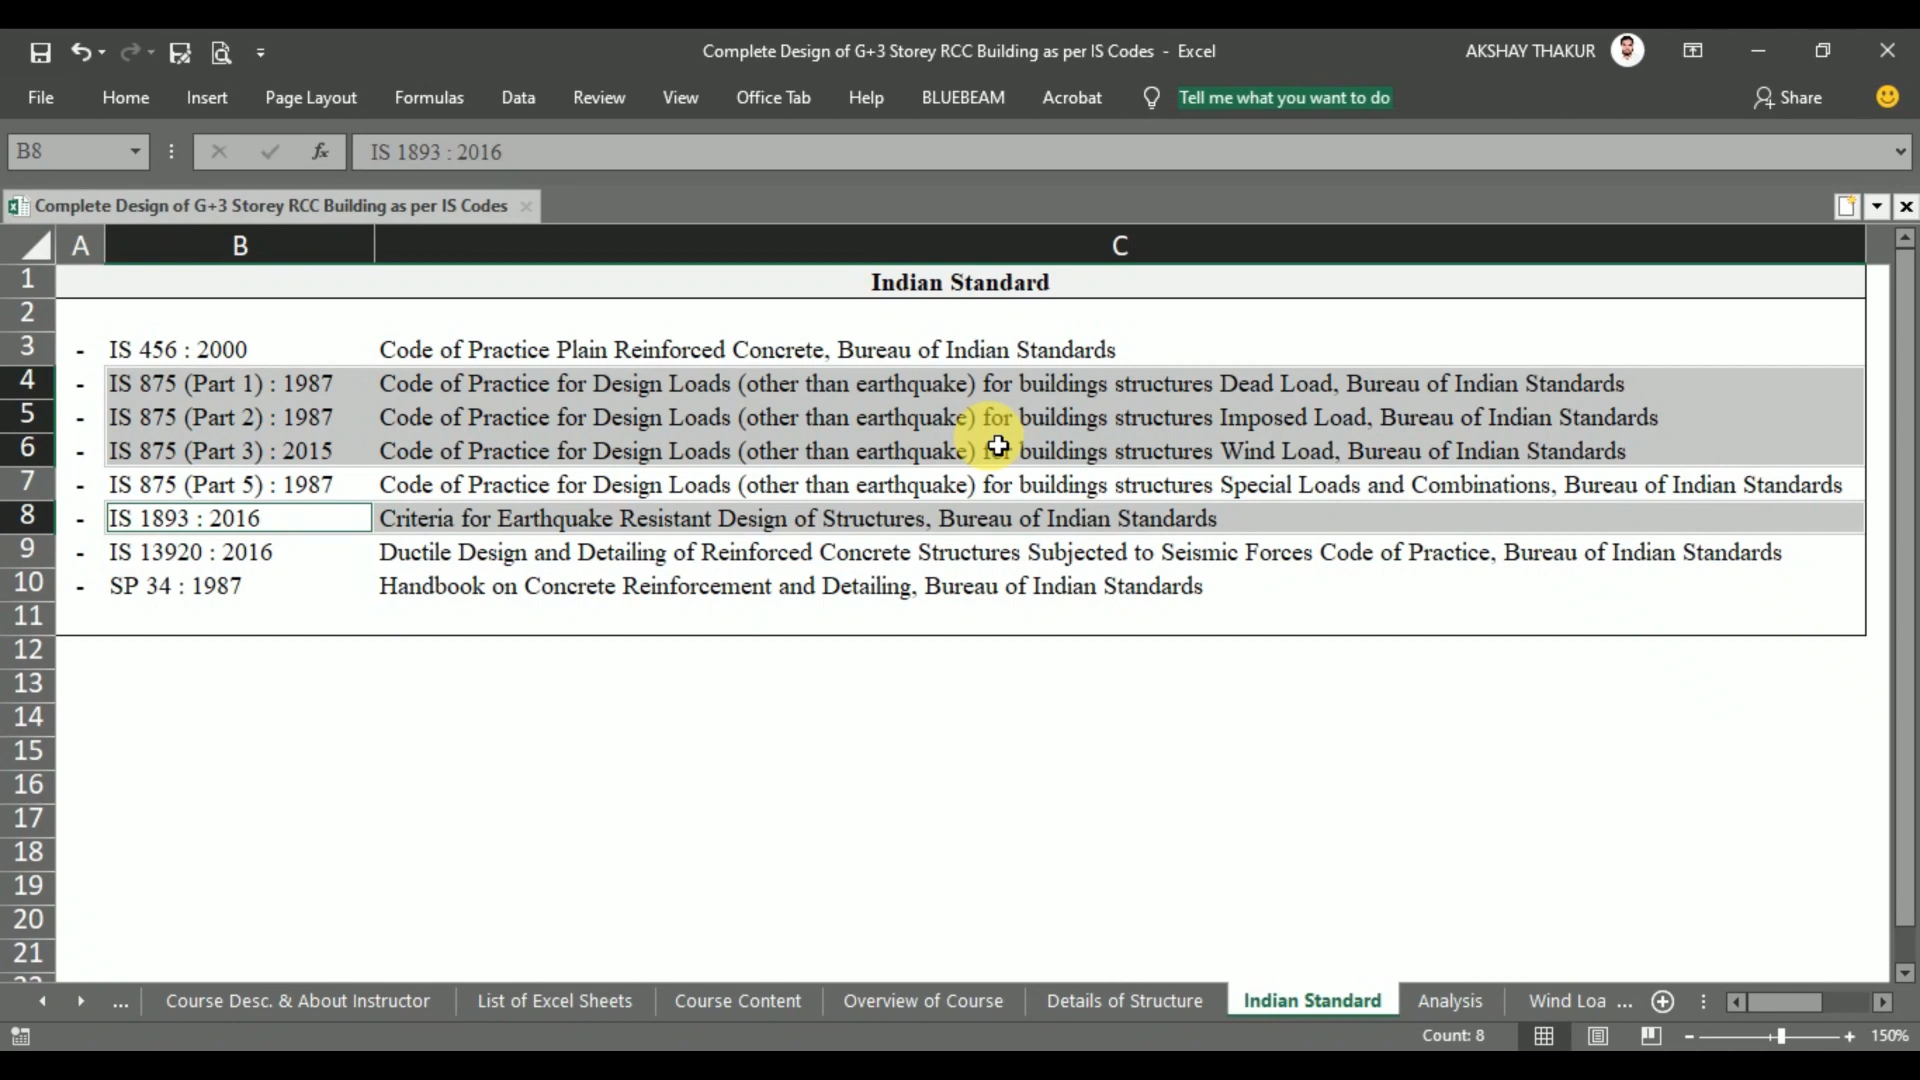 Complete Design of G+3 Storey RCC Building as per IS Codes - Excel
AKSHAY THAKUR
File Home Insert Page Layout Formulas Data Review View Office Tab Help BLUEBEAM Acrobat Tell me what you want to do Share
B8 fx IS 1893 : 2016
Complete Design of G+3 Storey RCC Building as per IS Codes
A B C
1 Indian Standard
2
3 - IS 456 : 2000 Code of Practice Plain Reinforced Concrete, Bureau of Indian Standards
4 - IS 875 (Part 1) : 1987 Code of Practice for Design Loads (other than earthquake) for buildings structures Dead Load, Bureau of Indian Standards
5 - IS 875 (Part 2) : 1987 Code of Practice for Design Loads (other than earthquake) for buildings structures Imposed Load, Bureau of Indian Standards
6 - IS 875 (Part 3) : 2015 Code of Practice for Design Loads (other than earthquake) for buildings structures Wind Load, Bureau of Indian Standards
7 - IS 875 (Part 5) : 1987 Code of Practice for Design Loads (other than earthquake) for buildings structures Special Loads and Combinations, Bureau of Indian Standards
8 - IS 1893 : 2016 Criteria for Earthquake Resistant Design of Structures, Bureau of Indian Standards
9 - IS 13920 : 2016 Ductile Design and Detailing of Reinforced Concrete Structures Subjected to Seismic Forces Code of Practice, Bureau of Indian Standards
10 - SP 34 : 1987 Handbook on Concrete Reinforcement and Detailing, Bureau of Indian Standards
11
12
13
14
15
16
17
18
19
20
21
... Course Desc. & About Instructor List of Excel Sheets Course Content Overview of Course Details of Structure Indian Standard Analysis Wind Loa ...
Count: 8 150%